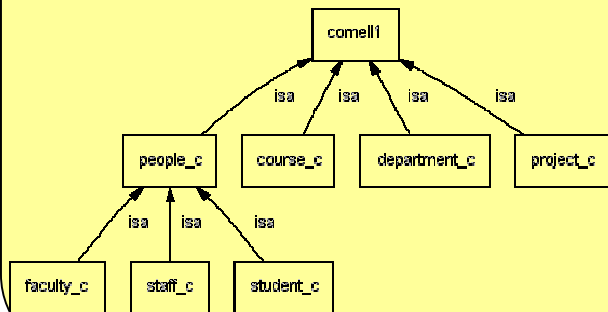 cornell1
isa isa isa isa
people_c course_c department_c project_c
isa isa isa
faculty_c staff_c student_c